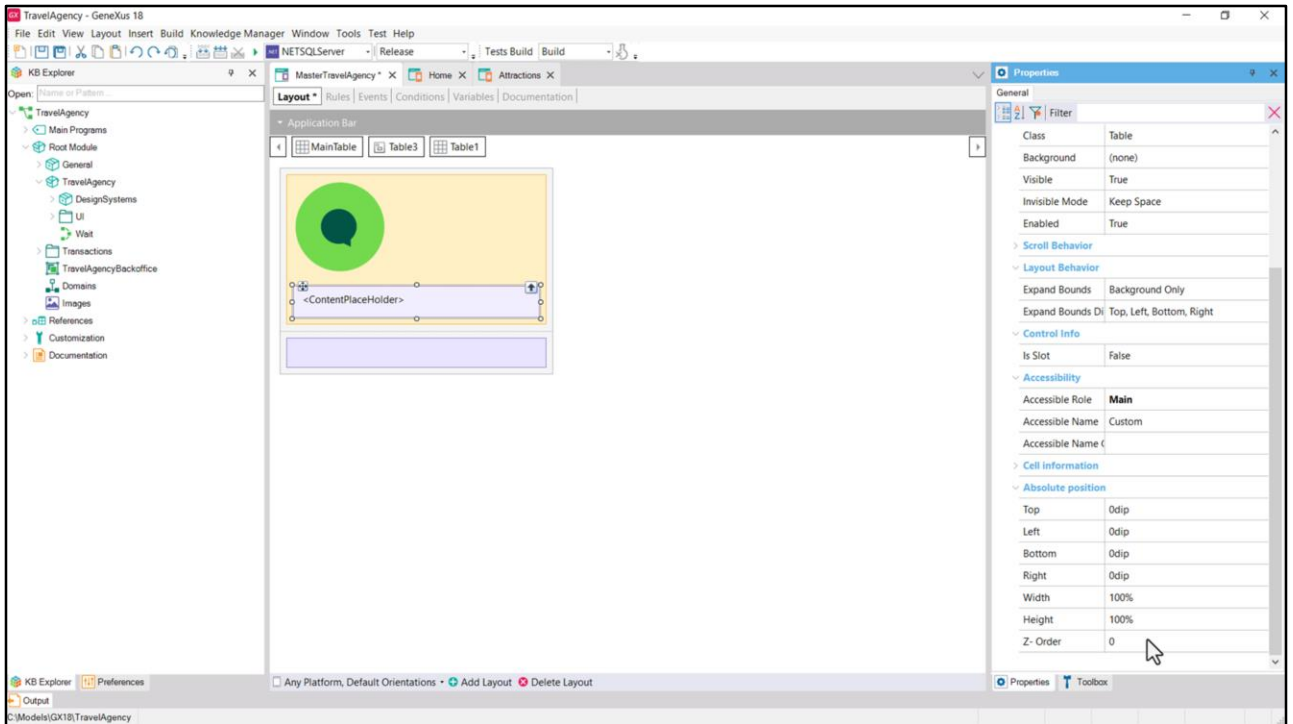 TravelAgency - GeneXus 18
File Edit View Layout Insert Build Knowledge Manager Window Tools Test Help
NETSQLServer Release Tests Build Build
KB Explorer
Open: Name or Pattern...
TravelAgency
Main Programs
Root Module
General
TravelAgency
DesignSystems
UI
Wait
Transactions
TravelAgencyBackoffice
Domains
Images
References
Customization
Documentation
KB Explorer Preferences
Output
C:\Models\GX18\TravelAgency
MasterTravelAgency * Home Attractions
Layout * Rules Events Conditions Variables Documentation
Application Bar
MainTable Table3 Table1
<ContentPlaceHolder>
Any Platform, Default Orientations Add Layout Delete Layout
Properties
General
Filter
Class Table
Background (none)
Visible True
Invisible Mode Keep Space
Enabled True
Scroll Behavior
Layout Behavior
Expand Bounds Background Only
Expand Bounds Di Top, Left, Bottom, Right
Control Info
Is Slot False
Accessibility
Accessible Role Main
Accessible Name Custom
Accessible Name (
Cell information
Absolute position
Top 0dip
Left 0dip
Bottom 0dip
Right 0dip
Width 100%
Height 100%
Z- Order 0
Properties Toolbox